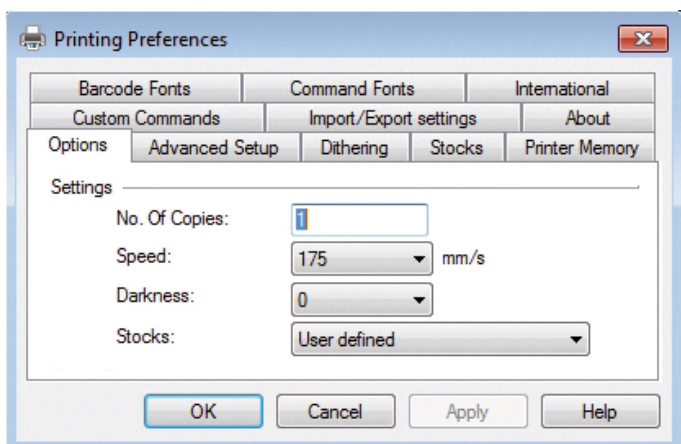 Printing Preferences
Barcode Fonts Command Fonts International
Custom Commands Import/Export settings About
Options Advanced Setup Dithering Stocks Printer Memory
Settings
No. Of Copies: 1
Speed: 175 mm/s
Darkness: 0
Stocks: User defined
OK Cancel Apply Help